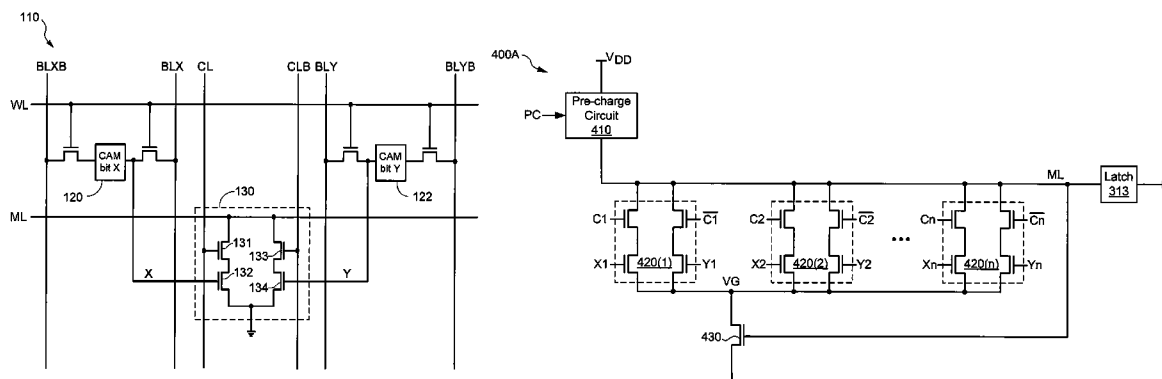 110
BLXB BLX CL CLB BLY BLYB
WL
CAM bit X
CAM bit Y
120
130
122
ML
131
133
132
134
X
Y
400A
VDD
PC
Pre-charge
Circuit
410
ML
Latch
313
C1 C1 C2 C2 Cn Cn
...
X1 420(1) Y1 X2 420(2) Y2 Xn 420(n) Yn
VG
430